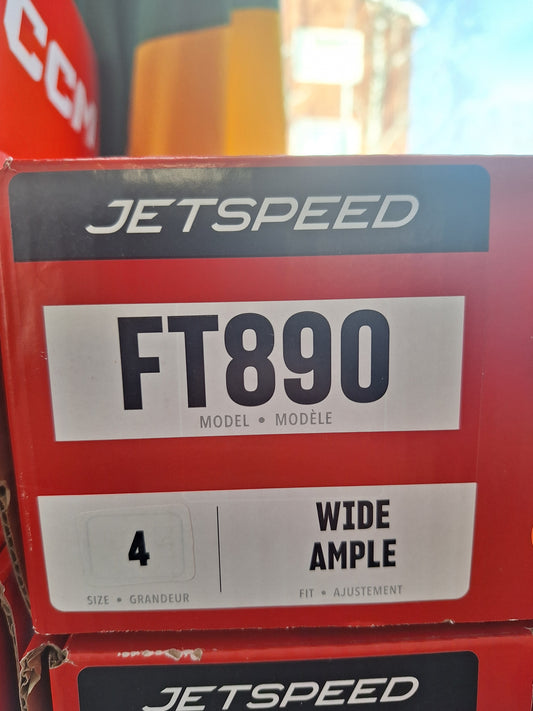 CCM
JETSPEED
FT890
MODEL • MODÈLE
4
WIDE
AMPLE
SIZE • GRANDEUR
FIT • AJUSTEMENT
JETSPEED